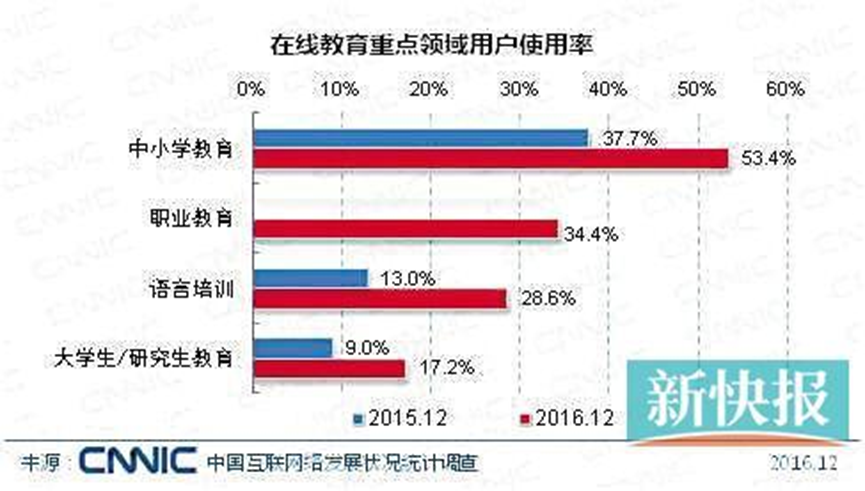 在线教育重点领域用户使用率
0% 10% 20% 30% 40% 50% 60%
中小学教育 37.7%
53.4%
职业教育 34.4%
语言培训 13.0%
28.6%
大学生/研究生教育 9.0%
17.2%
2015.12 2016.12
新快报
来源：CNNIC 中国互联网络发展状况统计调查 2016.12